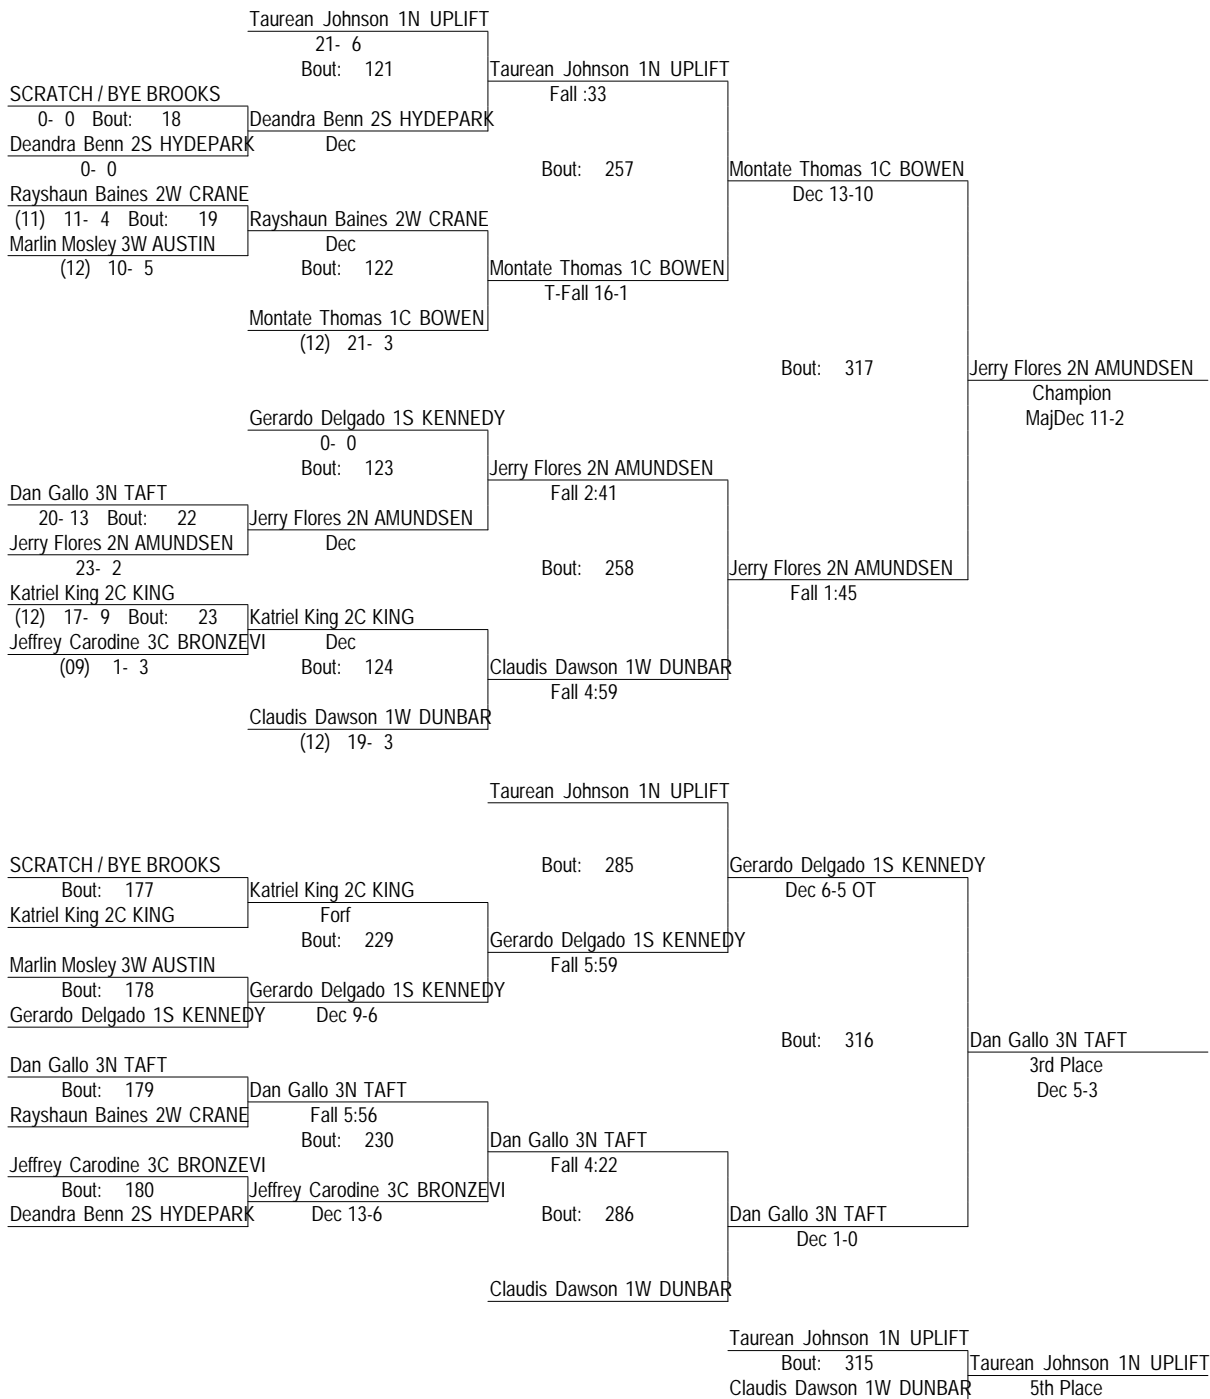 Taurean Johnson 1N UPLIFT
21- 6
Bout: 121
Taurean Johnson 1N UPLIFT
Fall :33
SCRATCH / BYE BROOKS
0- 0 Bout: 18
Deandra Benn 2S HYDEPARK
Deandra Benn 2S HYDEPARK
Dec
0- 0
Bout: 257
Montate Thomas 1C BOWEN
Dec 13-10
Rayshaun Baines 2W CRANE
(11) 11- 4 Bout: 19
Rayshaun Baines 2W CRANE
Marlin Mosley 3W AUSTIN
Dec
(12) 10- 5
Bout: 122
Montate Thomas 1C BOWEN
T-Fall 16-1
Montate Thomas 1C BOWEN
(12) 21- 3
Bout: 317
Jerry Flores 2N AMUNDSEN
Champion
MajDec 11-2
Gerardo Delgado 1S KENNEDY
0- 0
Bout: 123
Jerry Flores 2N AMUNDSEN
Fall 2:41
Dan Gallo 3N TAFT
20- 13 Bout: 22
Jerry Flores 2N AMUNDSEN
Jerry Flores 2N AMUNDSEN
Dec
23- 2
Bout: 258
Jerry Flores 2N AMUNDSEN
Fall 1:45
Katriel King 2C KING
(12) 17- 9 Bout: 23
Katriel King 2C KING
Jeffrey Carodine 3C BRONZEVI
Dec
(09) 1- 3
Bout: 124
Claudis Dawson 1W DUNBAR
Fall 4:59
Claudis Dawson 1W DUNBAR
(12) 19- 3
Taurean Johnson 1N UPLIFT
Bout: 285
Gerardo Delgado 1S KENNEDY
Dec 6-5 OT
SCRATCH / BYE BROOKS
Bout: 177
Katriel King 2C KING
Katriel King 2C KING
Forf
Bout: 229
Gerardo Delgado 1S KENNEDY
Fall 5:59
Marlin Mosley 3W AUSTIN
Bout: 178
Gerardo Delgado 1S KENNEDY
Gerardo Delgado 1S KENNEDY
Dec 9-6
Bout: 316
Dan Gallo 3N TAFT
3rd Place
Dec 5-3
Dan Gallo 3N TAFT
Bout: 179
Dan Gallo 3N TAFT
Rayshaun Baines 2W CRANE
Fall 5:56
Bout: 230
Dan Gallo 3N TAFT
Fall 4:22
Jeffrey Carodine 3C BRONZEVI
Bout: 180
Jeffrey Carodine 3C BRONZEVI
Deandra Benn 2S HYDEPARK
Dec 13-6
Bout: 286
Dan Gallo 3N TAFT
Dec 1-0
Claudis Dawson 1W DUNBAR
Taurean Johnson 1N UPLIFT
Bout: 315
Taurean Johnson 1N UPLIFT
Claudis Dawson 1W DUNBAR
5th Place